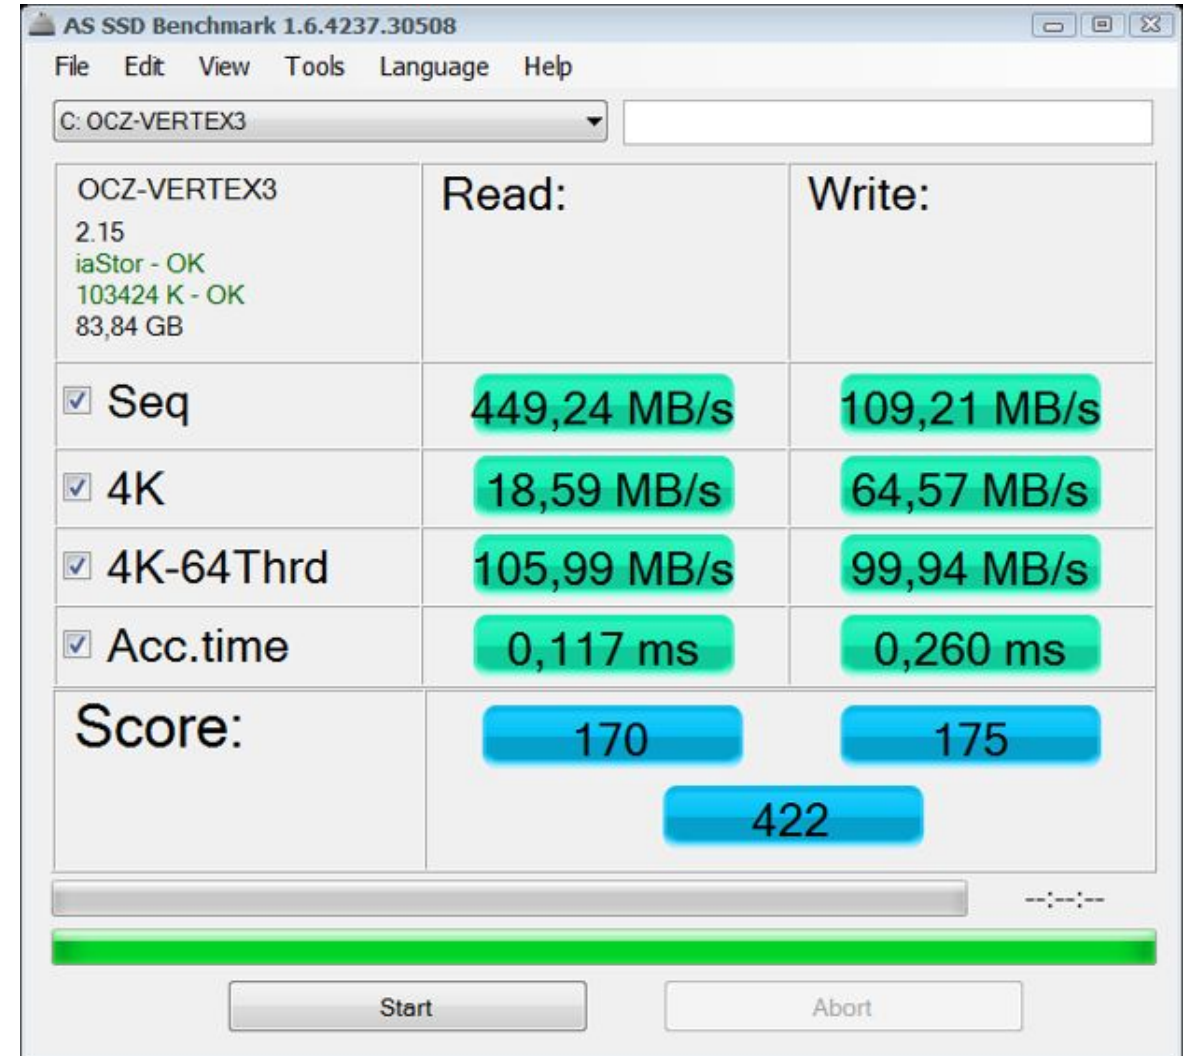 AS SSD Benchmark 1.6.4237.30508
File Edit View Tools Language Help
C: OCZ-VERTEX3
OCZ-VERTEX3
2.15
iaStor - OK
103424 K - OK
83,84 GB
Read:
Write:
Seq 449,24 MB/s 109,21 MB/s
4K 18,59 MB/s 64,57 MB/s
4K-64Thrd 105,99 MB/s 99,94 MB/s
Acc.time 0,117 ms 0,260 ms
Score: 170 175
422
--:--:--
Start Abort